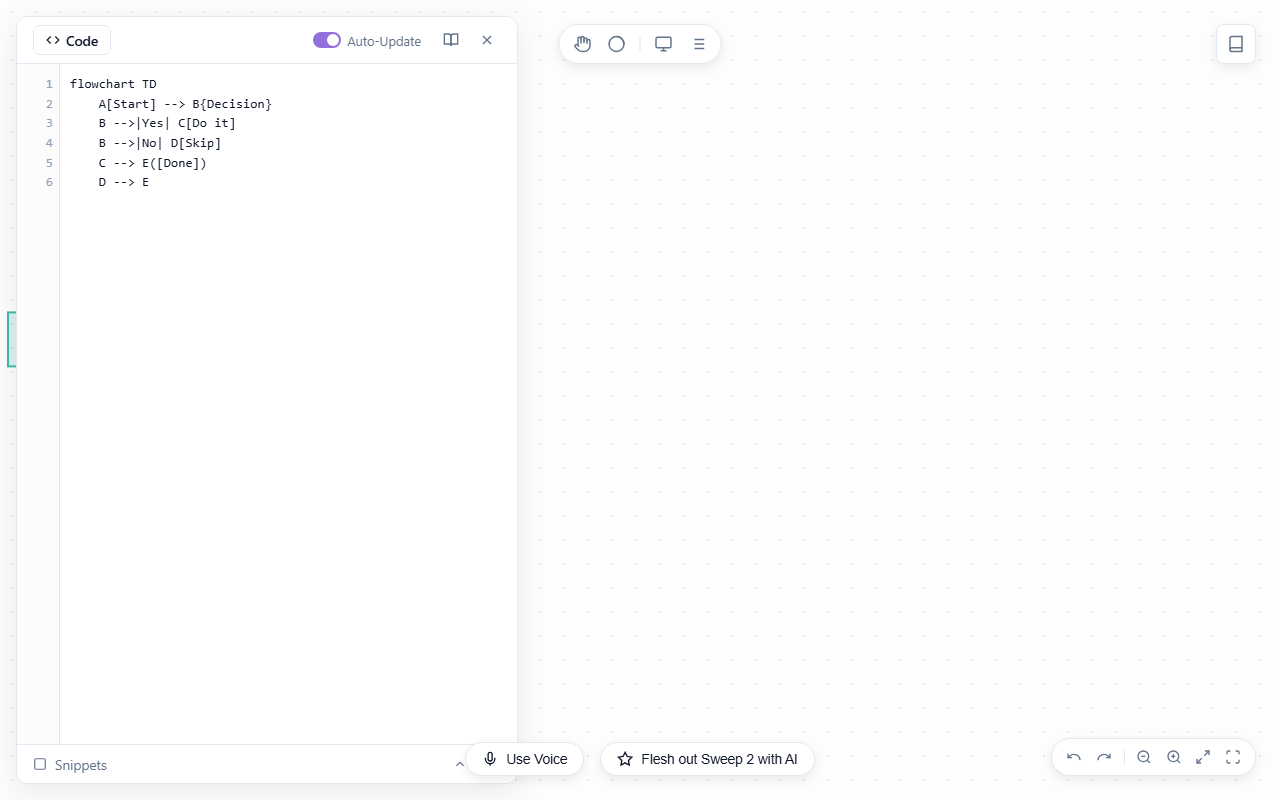 Code
Auto-Update
1 flowchart TD
2     A[Start] --> B{Decision}
3     B -->|Yes| C[Do it]
4     B -->|No| D[Skip]
5     C --> E([Done])
6     D --> E
Snippets
Use Voice
Flesh out Sweep 2 with AI